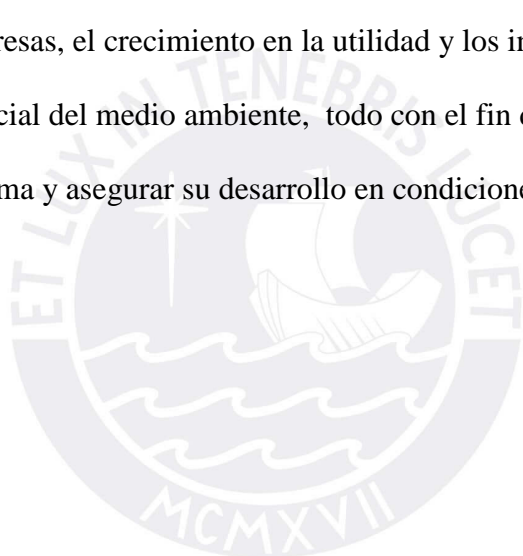 resas, el crecimiento en la utilidad y los in
cial del medio ambiente, todo con el fin
ma y asegurar su desarrollo en condicione
ET LUX IN TENEBRIS LUCET
MCMXVII